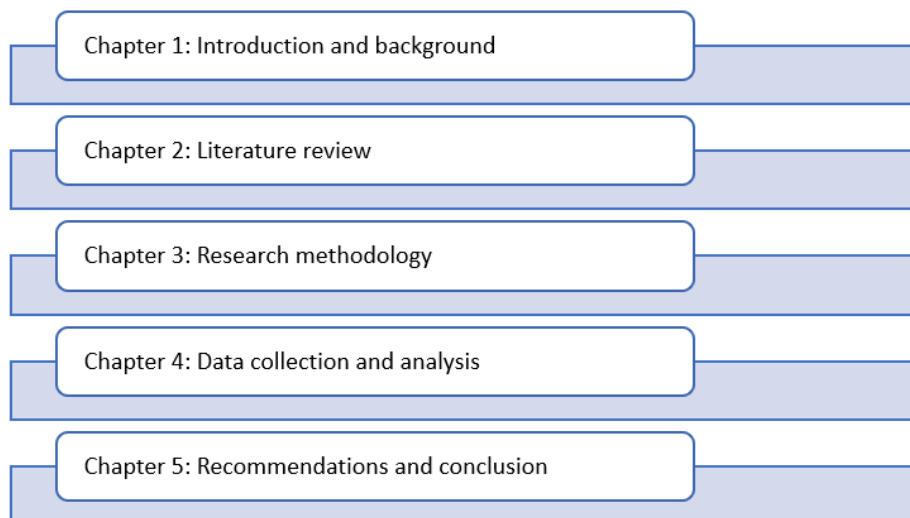 Chapter 1: Introduction and background
Chapter 2: Literature review
Chapter 3: Research methodology
Chapter 4: Data collection and analysis
Chapter 5: Recommendations and conclusion